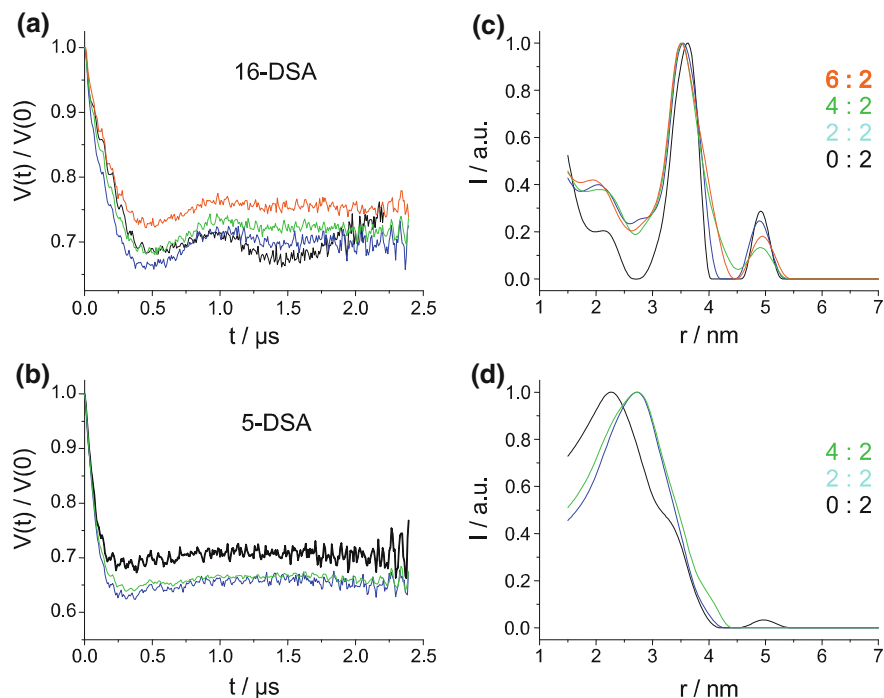 (a)
16-DSA
V(t) / V(0)
1.0
0.9
0.8
0.7
0.0 0.5 1.0 1.5 2.0 2.5
t / µs
(c)
6 : 2
4 : 2
2 : 2
0 : 2
I / a.u.
1.0
0.8
0.6
0.4
0.2
0.0
1 2 3 4 5 6 7
r / nm
(b)
5-DSA
V(t) / V(0)
1.0
0.9
0.8
0.7
0.6
0.0 0.5 1.0 1.5 2.0 2.5
t / µs
(d)
4 : 2
2 : 2
0 : 2
I / a.u.
1.0
0.8
0.6
0.4
0.2
0.0
1 2 3 4 5 6 7
r / nm